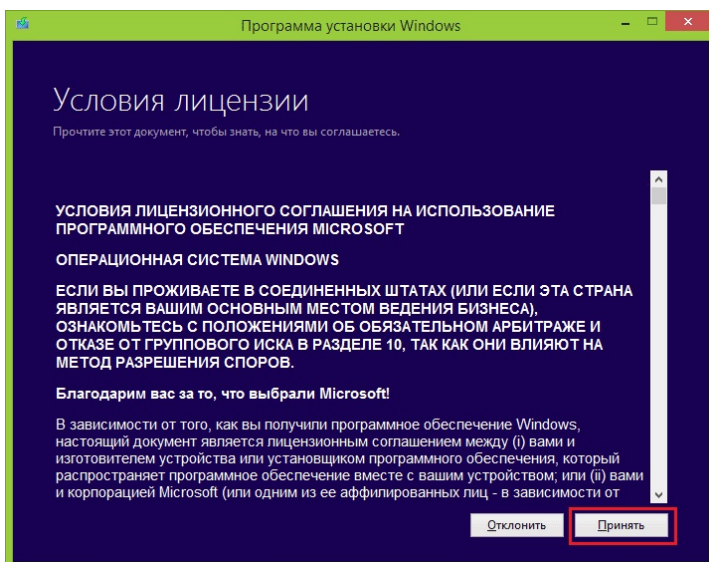 Программа установки Windows
Условия лицензии
Прочтите этот документ, чтобы знать, на что вы соглашаетесь.
УСЛОВИЯ ЛИЦЕНЗИОННОГО СОГЛАШЕНИЯ НА ИСПОЛЬЗОВАНИЕ
ПРОГРАММНОГО ОБЕСПЕЧЕНИЯ MICROSOFT
ОПЕРАЦИОННАЯ СИСТЕМА WINDOWS
ЕСЛИ ВЫ ПРОЖИВАЕТЕ В СОЕДИНЕННЫХ ШТАТАХ (ИЛИ ЕСЛИ ЭТА СТРАНА
ЯВЛЯЕТСЯ ВАШИМ ОСНОВНЫМ МЕСТОМ ВЕДЕНИЯ БИЗНЕСА),
ОЗНАКОМЬТЕСЬ С ПОЛОЖЕНИЯМИ ОБ ОБЯЗАТЕЛЬНОМ АРБИТРАЖЕ И
ОТКАЗЕ ОТ ГРУППОВОГО ИСКА В РАЗДЕЛЕ 10, ТАК КАК ОНИ ВЛИЯЮТ НА
МЕТОД РАЗРЕШЕНИЯ СПОРОВ.
Благодарим вас за то, что выбрали Microsoft!
В зависимости от того, как вы получили программное обеспечение Windows,
настоящий документ является лицензионным соглашением между (i) вами и
изготовителем устройства или установщиком программного обеспечения, который
распространяет программное обеспечение вместе с вашим устройством; или (ii) вами
и корпорацией Microsoft (или одним из ее аффилированных лиц - в зависимости от
Отклонить
Принять